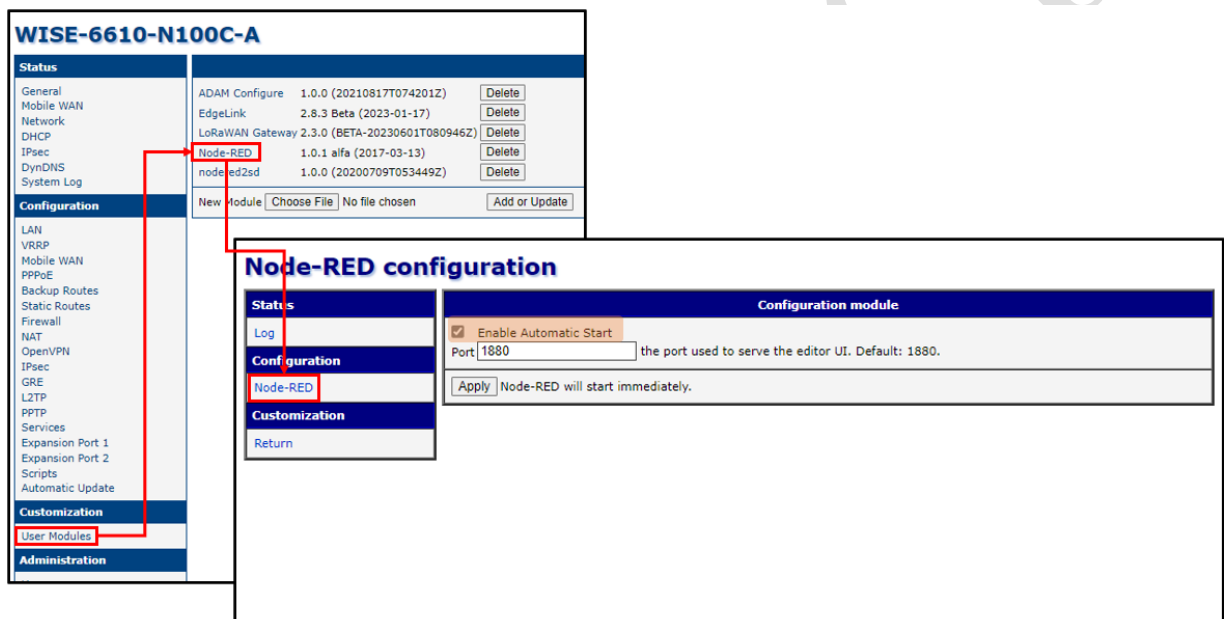 WISE-6610-N100C-A
Status
General
Mobile WAN
Network
DHCP
IPsec
DynDNS
System Log
Configuration
LAN
VRRP
Mobile WAN
PPPoE
Backup Routes
Static Routes
Firewall
NAT
OpenVPN
IPsec
GRE
L2TP
PPTP
Services
Expansion Port 1
Expansion Port 2
Scripts
Automatic Update
Customization
User Modules
Administration
ADAM Configure 1.0.0 (20210817T074201Z) Delete
EdgeLink 2.8.3 Beta (2023-01-17) Delete
LoRaWAN Gateway 2.3.0 (BETA-20230601T080946Z) Delete
Node-RED 1.0.1 alfa (2017-03-13) Delete
nodered2sd 1.0.0 (20200709T053449Z) Delete
New Module Choose File No file chosen Add or Update
Node-RED configuration
Status
Log
Configuration
Node-RED
Customization
Return
Configuration module
Enable Automatic Start
Port 1880 the port used to serve the editor UI. Default: 1880.
Apply Node-RED will start immediately.